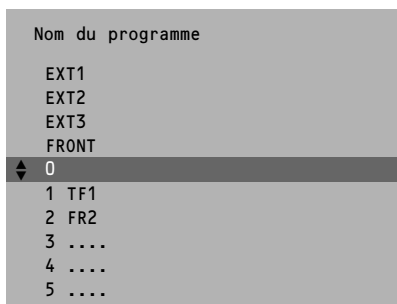 Nom du programme
EXT1
EXT2
EXT3
FRONT
0
1 TF1
2 FR2
3 ....
4 ....
5 ....